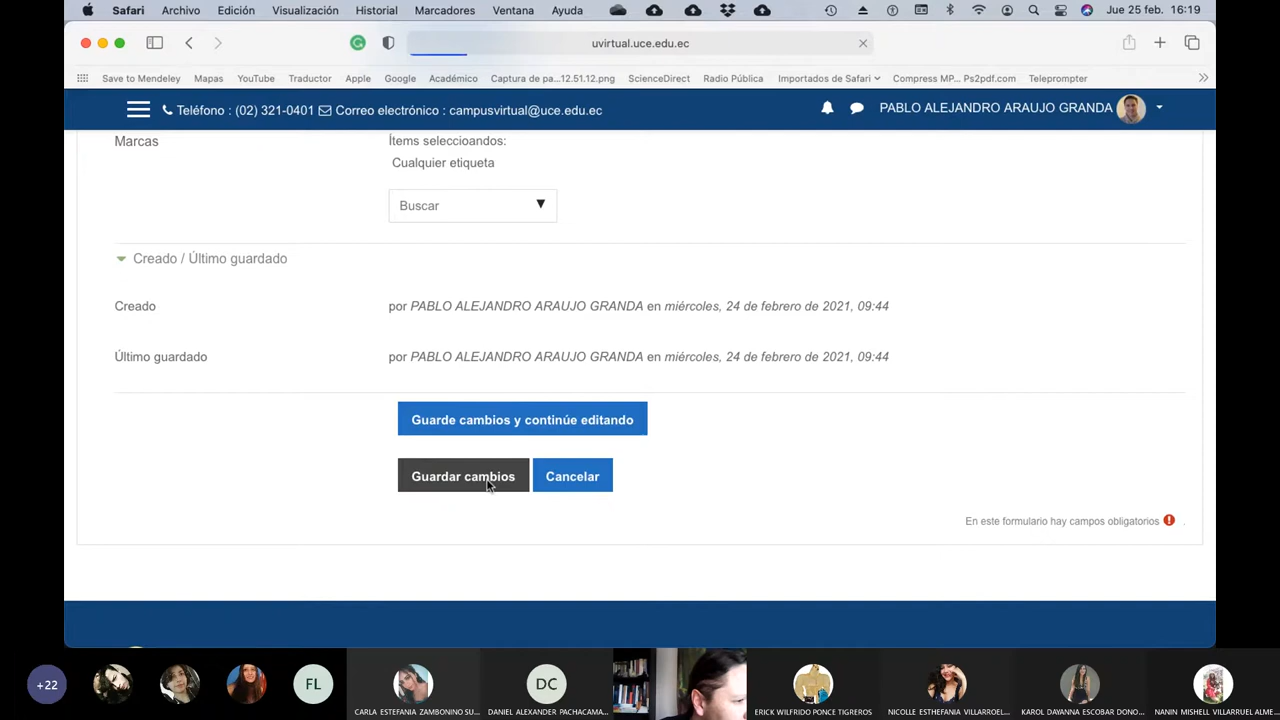 Safari Archivo Edición Visualización Historial Marcadores Ventana Ayuda Jue 25 feb. 16:19
uvirtual.uce.edu.ec
Save to Mendeley Mapas YouTube Traductor Apple Google Académico Captura de pa...12.51.12.png ScienceDirect Radio Pública Importados de Safari Compress MP... Ps2pdf.com Teleprompter
Teléfono : (02) 321-0401 Correo electrónico : campusvirtual@uce.edu.ec PABLO ALEJANDRO ARAUJO GRANDA
Marcas Ítems seleccioandos:
Cualquier etiqueta
Buscar
Creado / Último guardado
Creado por PABLO ALEJANDRO ARAUJO GRANDA en miércoles, 24 de febrero de 2021, 09:44
Último guardado por PABLO ALEJANDRO ARAUJO GRANDA en miércoles, 24 de febrero de 2021, 09:44
Guarde cambios y continúe editando
Guardar cambios Cancelar
En este formulario hay campos obligatorios .
+22 FL DC
CARLA ESTEFANIA ZAMBONINO SU... DANIEL ALEXANDER PACHACAMA... ERICK WILFRIDO PONCE TIGREROS NICOLLE ESTHEFANIA VILLARROEL... KAROL DAYANNA ESCOBAR DONO... NANIN MISHELL VILLARRUEL ALME...